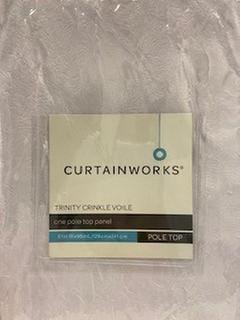 CURTAINWORKS®
TRINITY CRINKLE VOILE
one pole top panel
POLE TOP